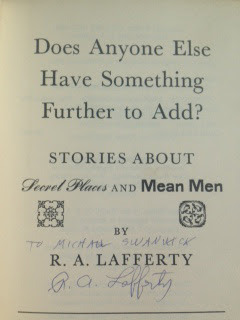 Does Anyone Else
Have Something
Further to Add?
STORIES ABOUT
Secret Places AND Mean Men
BY
TO MICHAEL SWANWICK
R. A. LAFFERTY
R. A. Lafferty